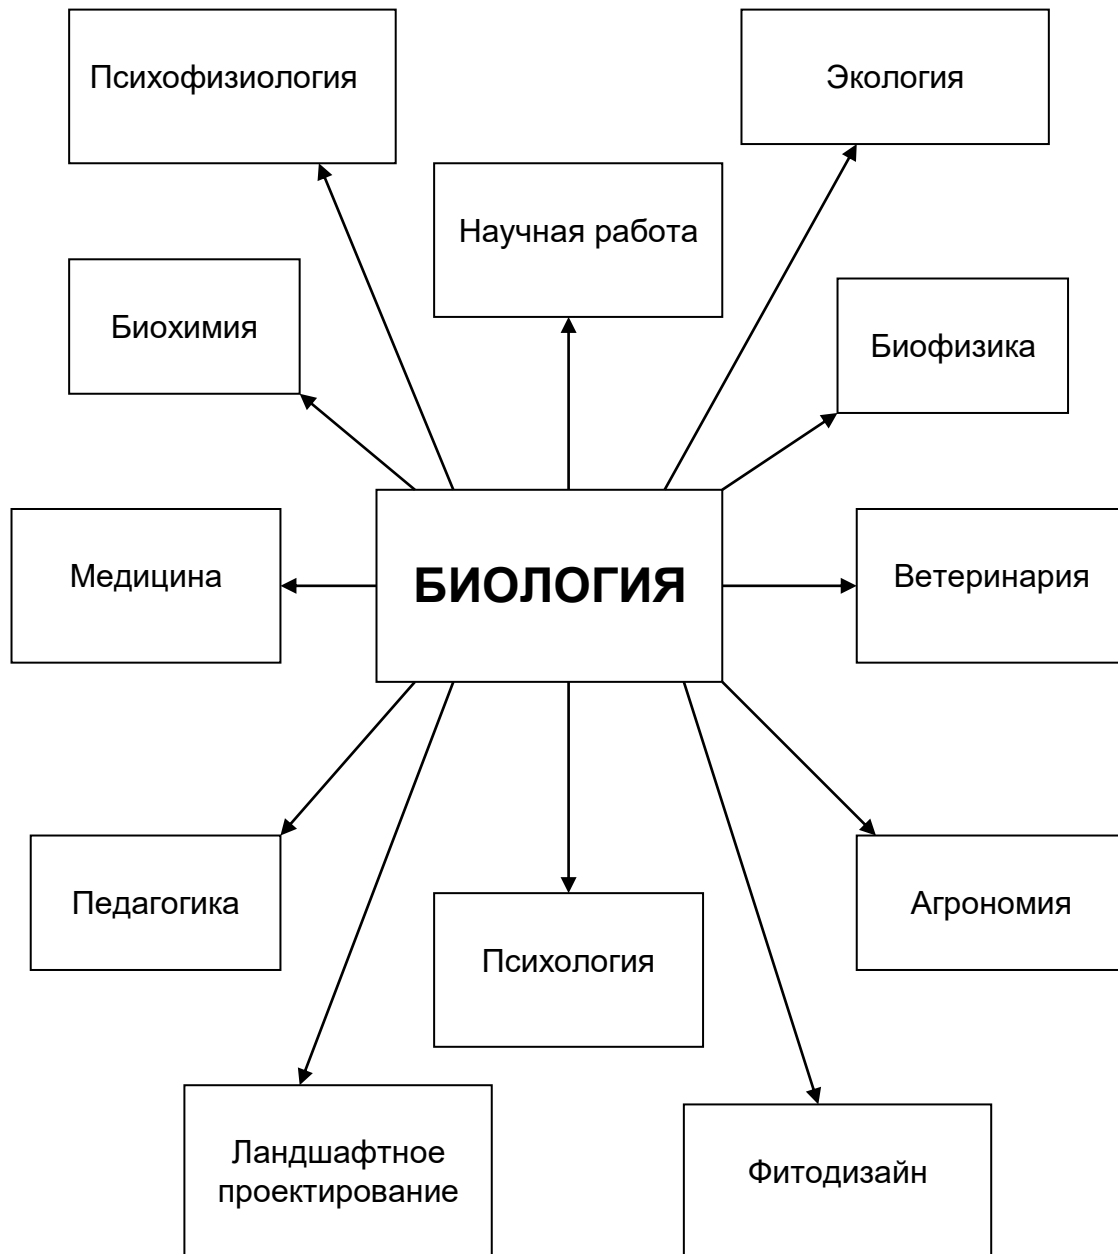 Психофизиология
Экология
Научная работа
Биохимия
Биофизика
Медицина
БИОЛОГИЯ
Ветеринария
Педагогика
Психология
Агрономия
Ландшафтное
проектирование
Фитодизайн